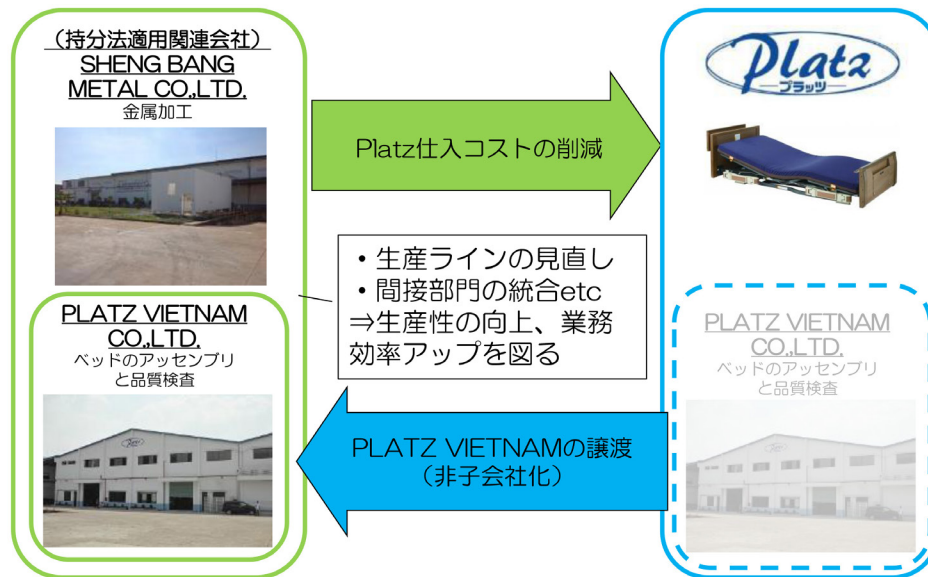 （持分法適用関連会社）
SHENG BANG
METAL CO.,LTD.
金属加工
PLATZ VIETNAM
CO.,LTD.
ベッドのアッセンブリ
と品質検査
Platz
Platz仕入コストの削減
・生産ラインの見直し
・間接部門の統合etc
⇒生産性の向上、業務
効率アップを図る
PLATZ VIETNAMの譲渡
（非子会社化）
Platz
プラッツ
PLATZ VIETNAM
CO.,LTD.
ベッドのアッセンブリ
と品質検査
Platz